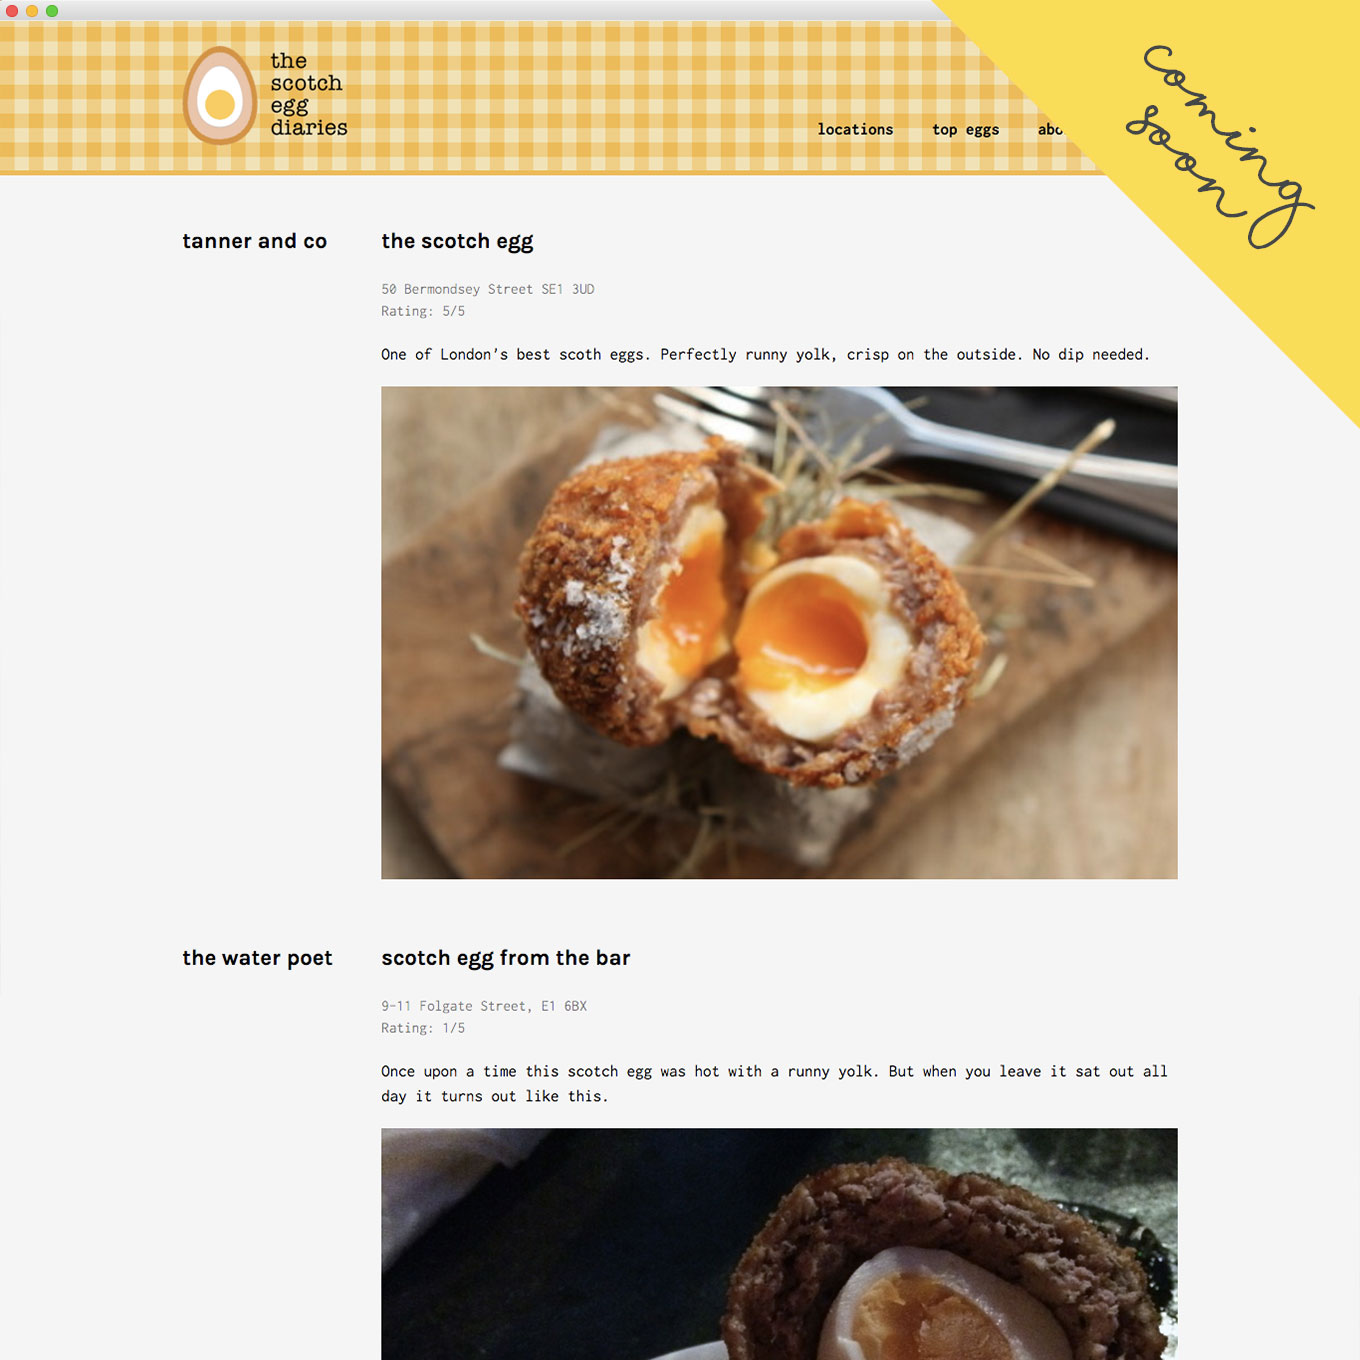 the
scotch
egg
diaries
locations top eggs
coming
soon
tanner and co
the scotch egg
50 Bermondsey Street SE1 3UD
Rating: 5/5
One of London's best scoth eggs. Perfectly runny yolk, crisp on the outside. No dip needed.
the water poet
scotch egg from the bar
9-11 Folgate Street, E1 6BX
Rating: 1/5
Once upon a time this scotch egg was hot with a runny yolk. But when you leave it sat out all
day it turns out like this.